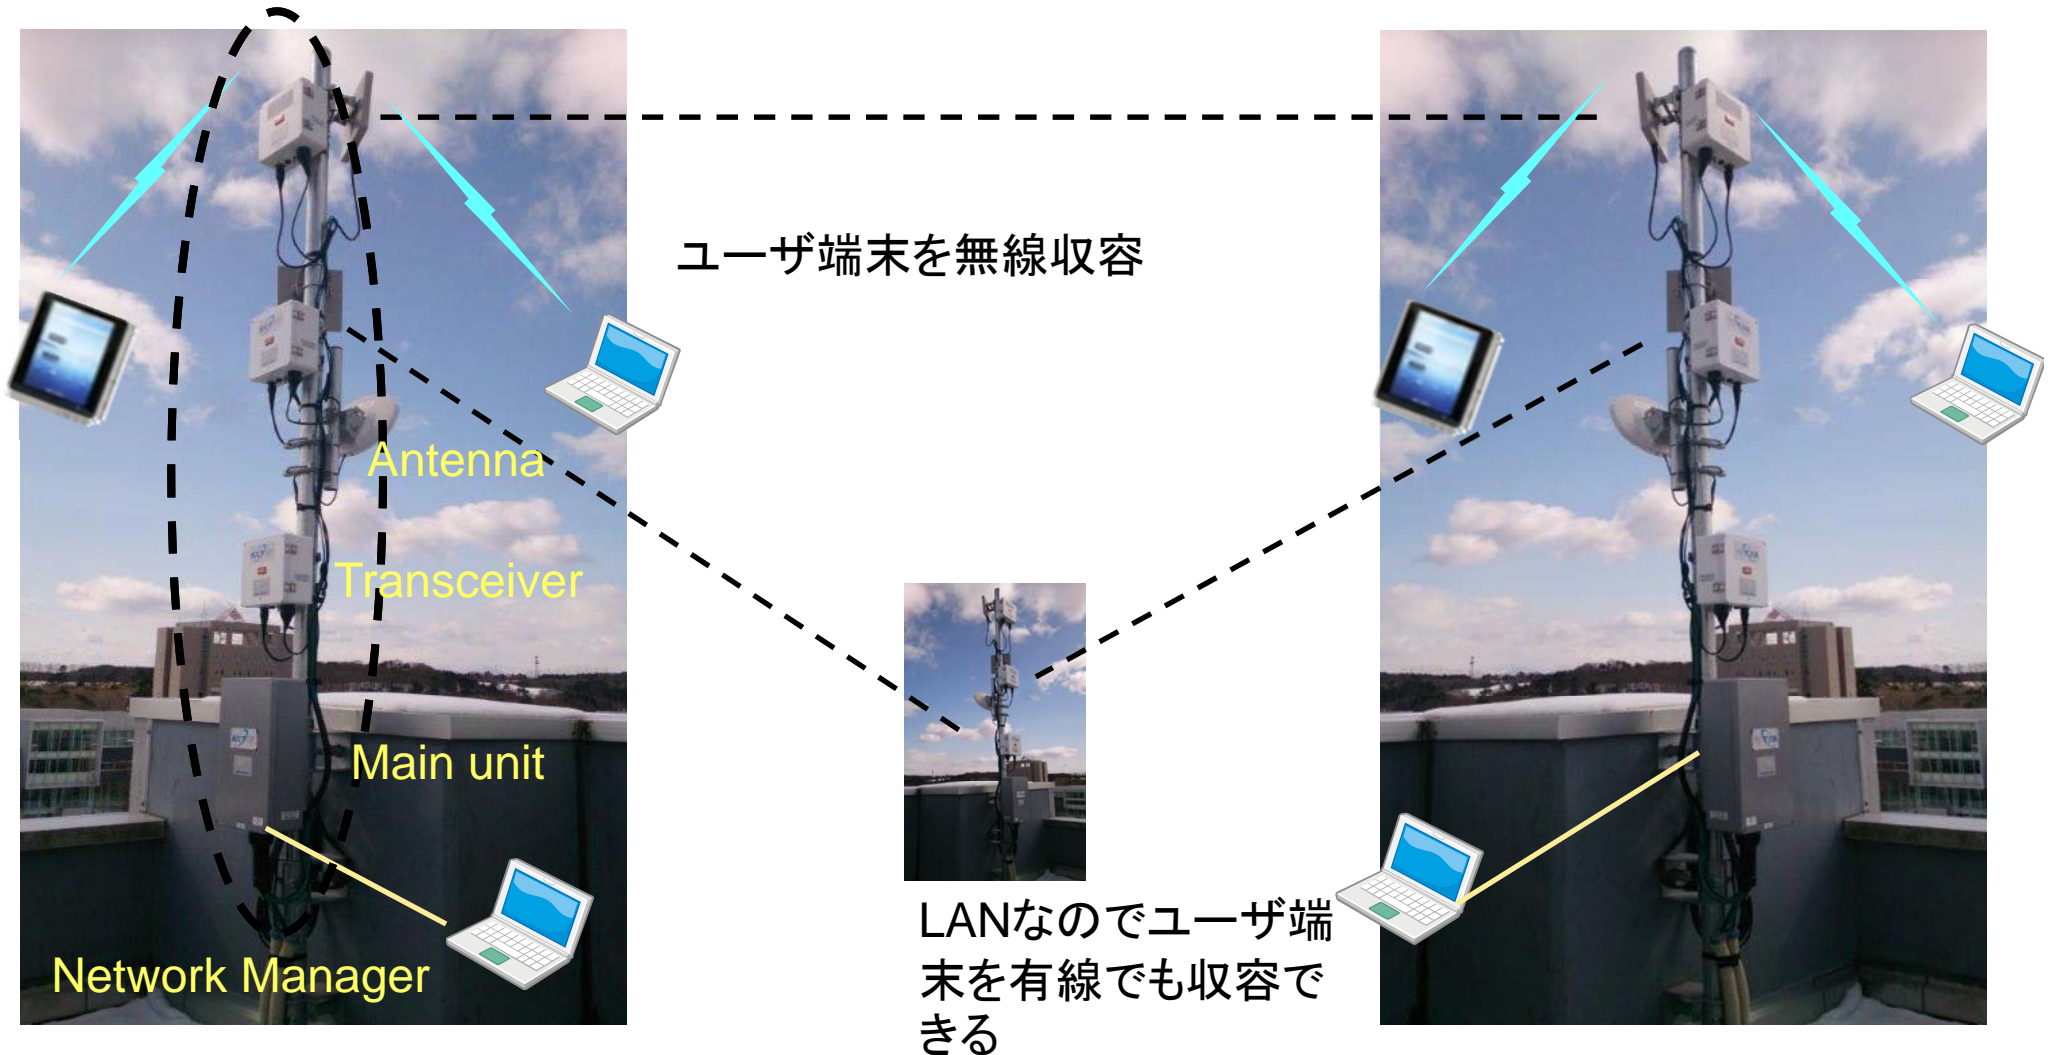 ユーザ端末を無線収容
Antenna
Transceiver
Main unit
Network Manager
LANなのでユーザ端
末を有線でも収容で
きる